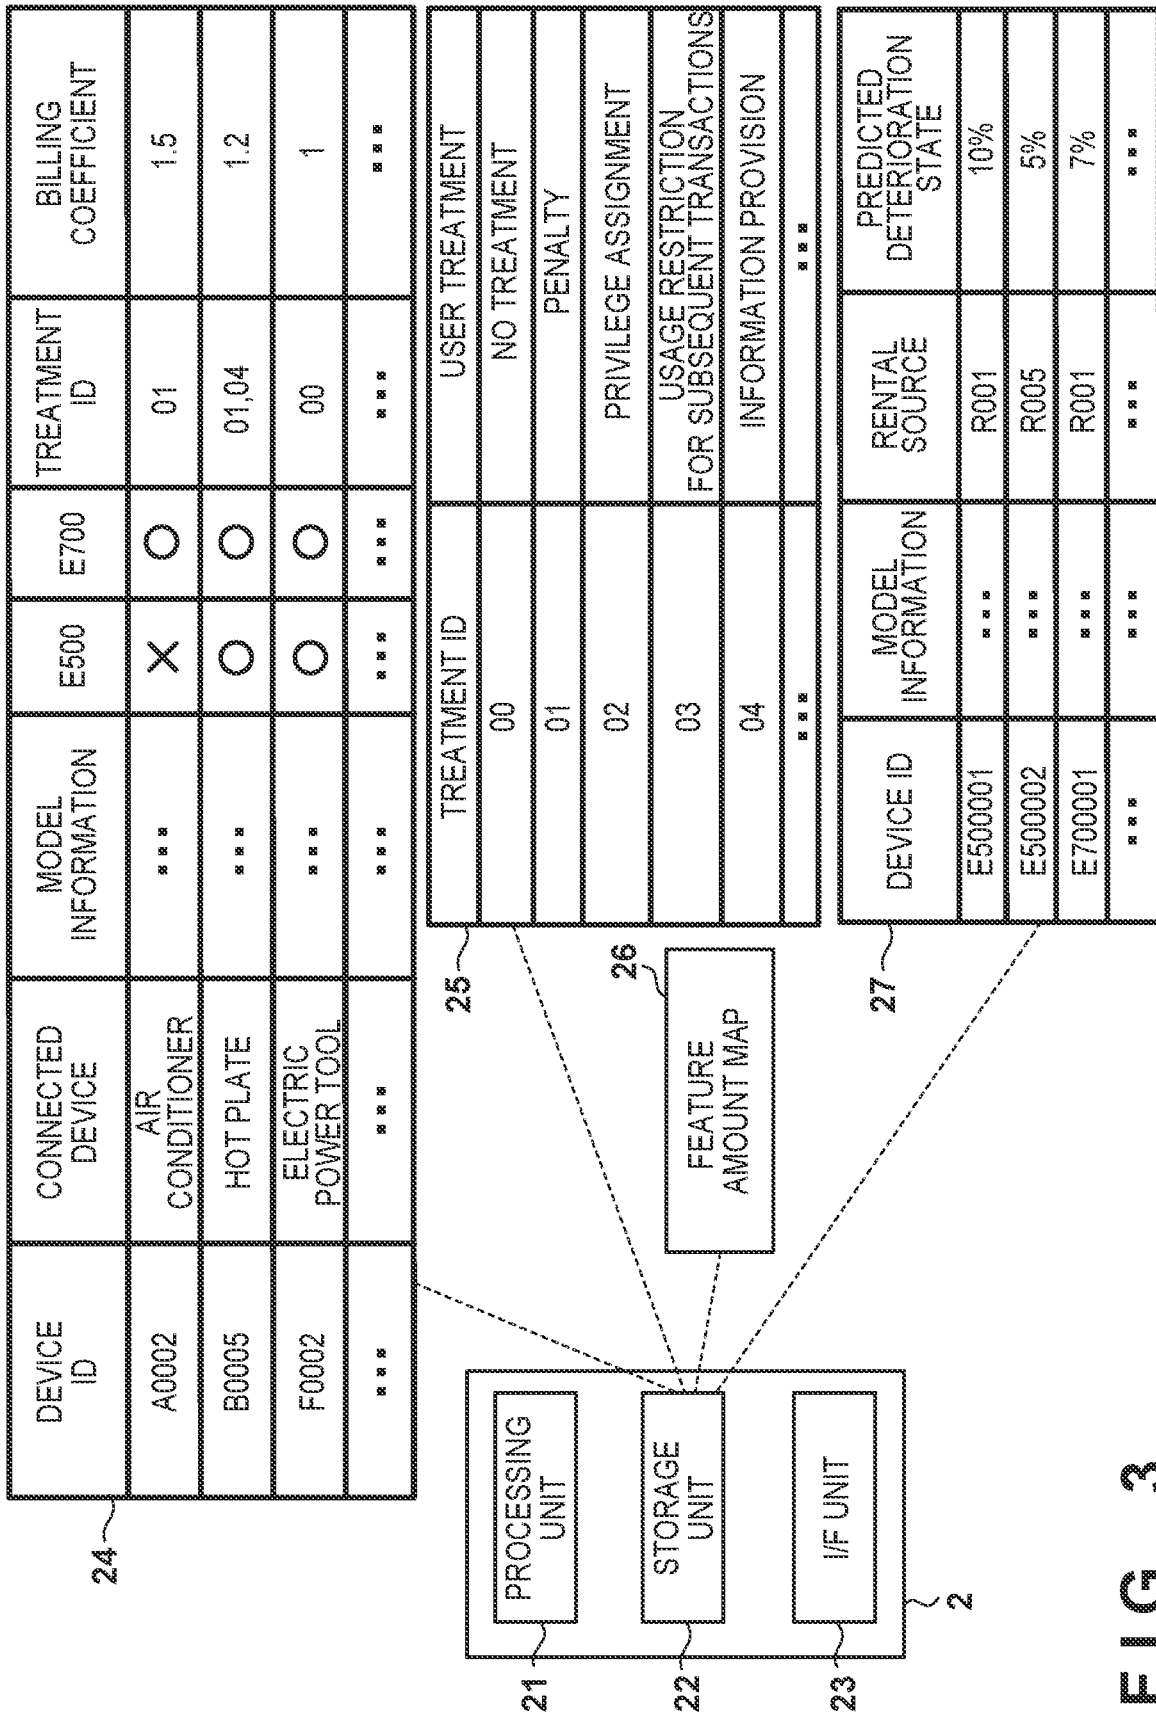 24
DEVICE ID
CONNECTED DEVICE
MODEL INFORMATION
E500
E700
TREATMENT ID
BILLING COEFFICIENT
A0002
AIR CONDITIONER
...
X
O
01
1.5
B0005
HOT PLATE
...
O
O
01,04
1.2
F0002
ELECTRIC POWER TOOL
...
O
O
00
1
...
...
...
...
...
...
...
25
TREATMENT ID
USER TREATMENT
00
NO TREATMENT
01
PENALTY
02
PRIVILEGE ASSIGNMENT
03
USAGE RESTRICTION
FOR SUBSEQUENT TRANSACTIONS
04
INFORMATION PROVISION
...
...
26
FEATURE
AMOUNT MAP
27
DEVICE ID
MODEL INFORMATION
RENTAL SOURCE
PREDICTED DETERIORATION STATE
E500001
...
R001
10%
E500002
...
R005
5%
E700001
...
R001
7%
...
...
...
...
21
PROCESSING
UNIT
22
STORAGE
UNIT
23
I/F UNIT
2
FIG. 3